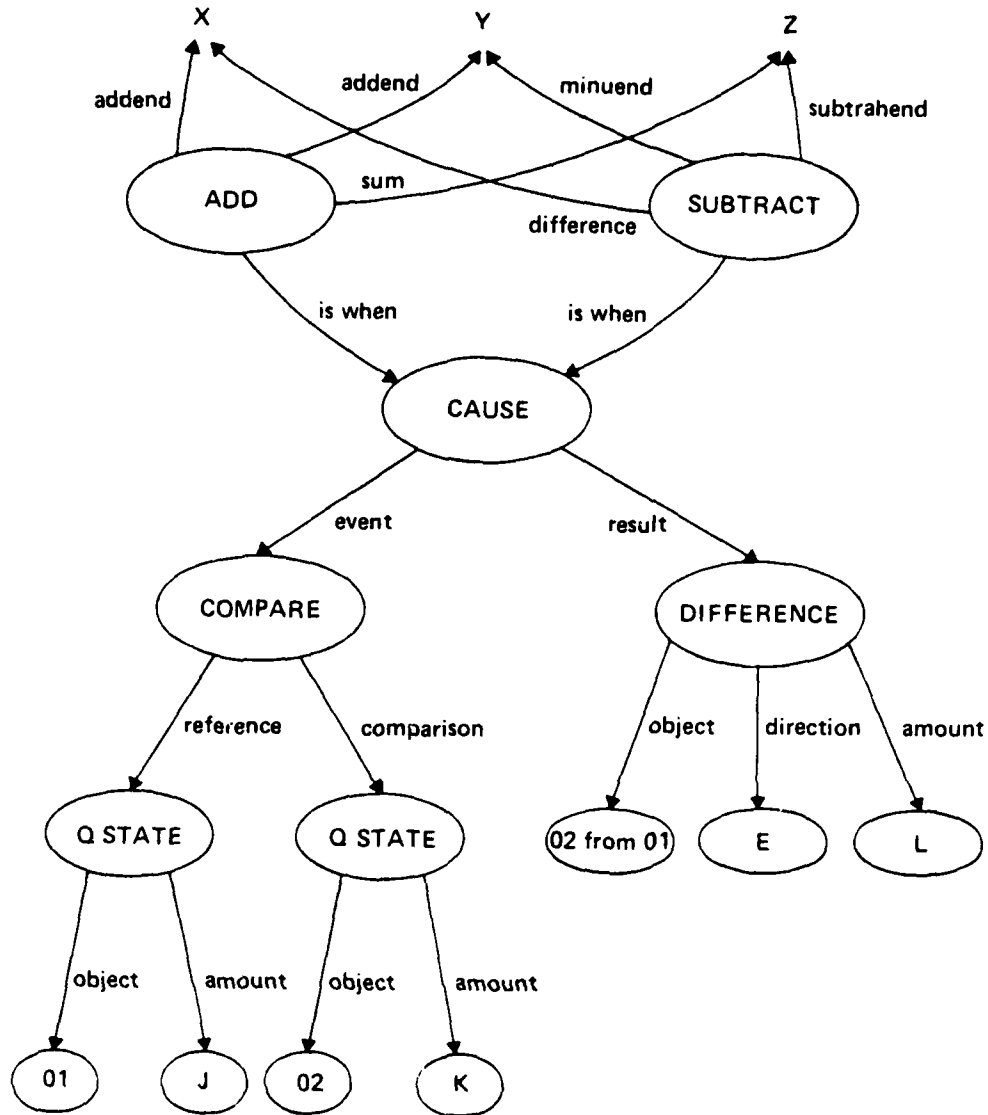 X Y Z
addend addend minuend subtrahend
ADD sum SUBTRACT
difference
is when is when
CAUSE
event result
COMPARE DIFFERENCE
reference comparison object direction amount
Q STATE Q STATE 02 from 01 E L
object amount object amount
01 J 02 K